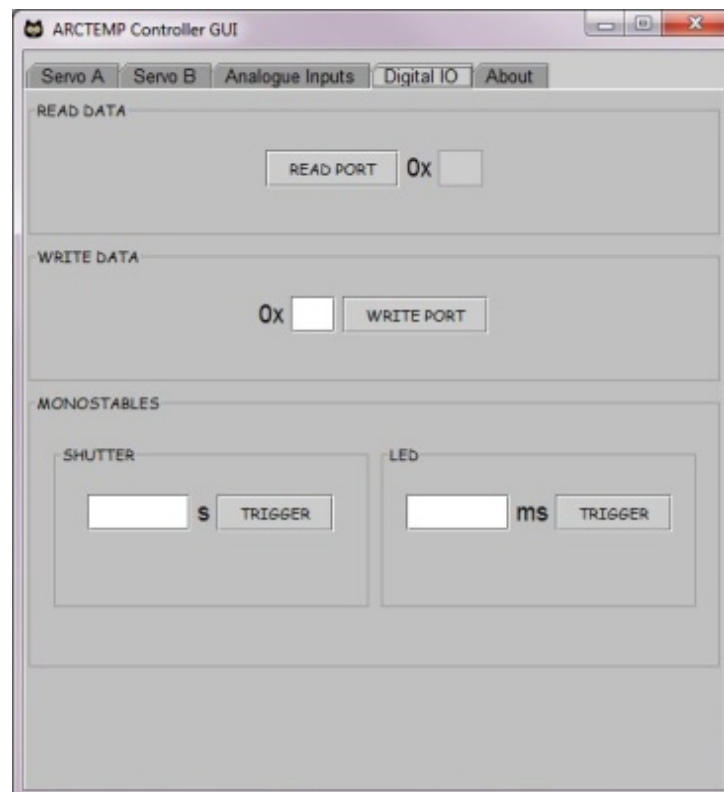 ARCTEMP Controller GUI
Servo A Servo B Analogue Inputs Digital IO About
READ DATA
READ PORT 0x
WRITE DATA
0x WRITE PORT
MONOSTABLES
SHUTTER LED
s TRIGGER ms TRIGGER